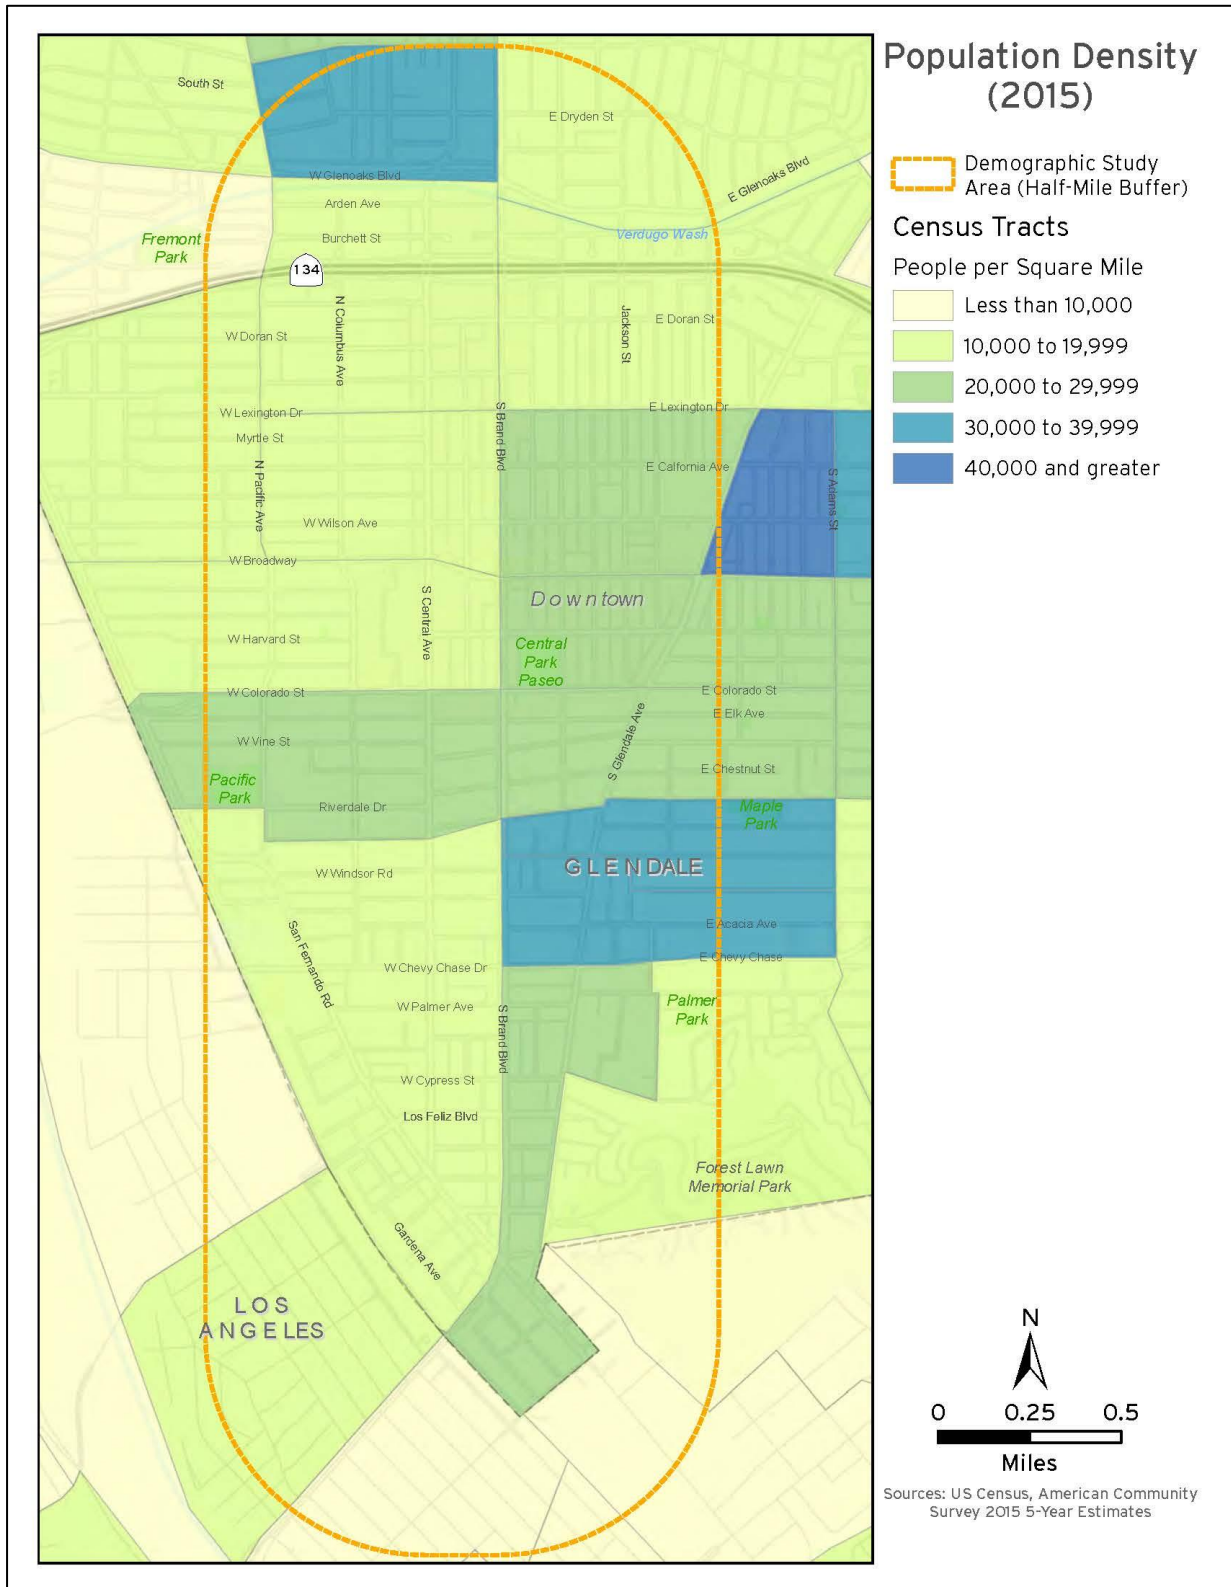 Population Density
(2015)
Demographic Study
Area (Half-Mile Buffer)
Census Tracts
People per Square Mile
Less than 10,000
10,000 to 19,999
20,000 to 29,999
30,000 to 39,999
40,000 and greater
South St
E Dryden St
W Glenoaks Blvd
E Glenoaks Blvd
Arden Ave
Fremont
Park
Burchett St
Verdugo Wash
134
N Columbus Ave
Jackson St
E Doran St
W Doran St
W Lexington Dr
E Lexington Dr
Myrtle St
S Brand Blvd
N Pacific Ave
E Calfornia Ave
S Adams St
W Wilson Ave
W Broadway
Downtown
S Central Ave
W Harvard St
Central
Park
Paseo
W Colorado St
E Colorado St
E Elk Ave
S Glendale Ave
W Vine St
E Chestnut St
Pacific
Park
Riverdale Dr
Maple
Park
GLENDALE
W Windsor Rd
E Acacia Ave
San Fernando Rd
E Chevy Chase
W Chevy Chase Dr
W Palmer Ave
Palmer
Park
S Brand Blvd
W Cypress St
Los Feliz Blvd
Forest Lawn
Memorial Park
Gardena Ave
LOS
ANGELES
N
0 0.25 0.5
Miles
Sources: US Census, American Community
Survey 2015 5-Year Estimates